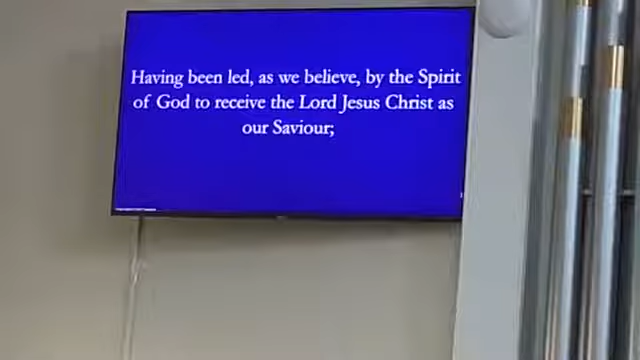 Having been led, as we believe, by the Spirit
of God to receive the Lord Jesus Christ as
our Saviour;